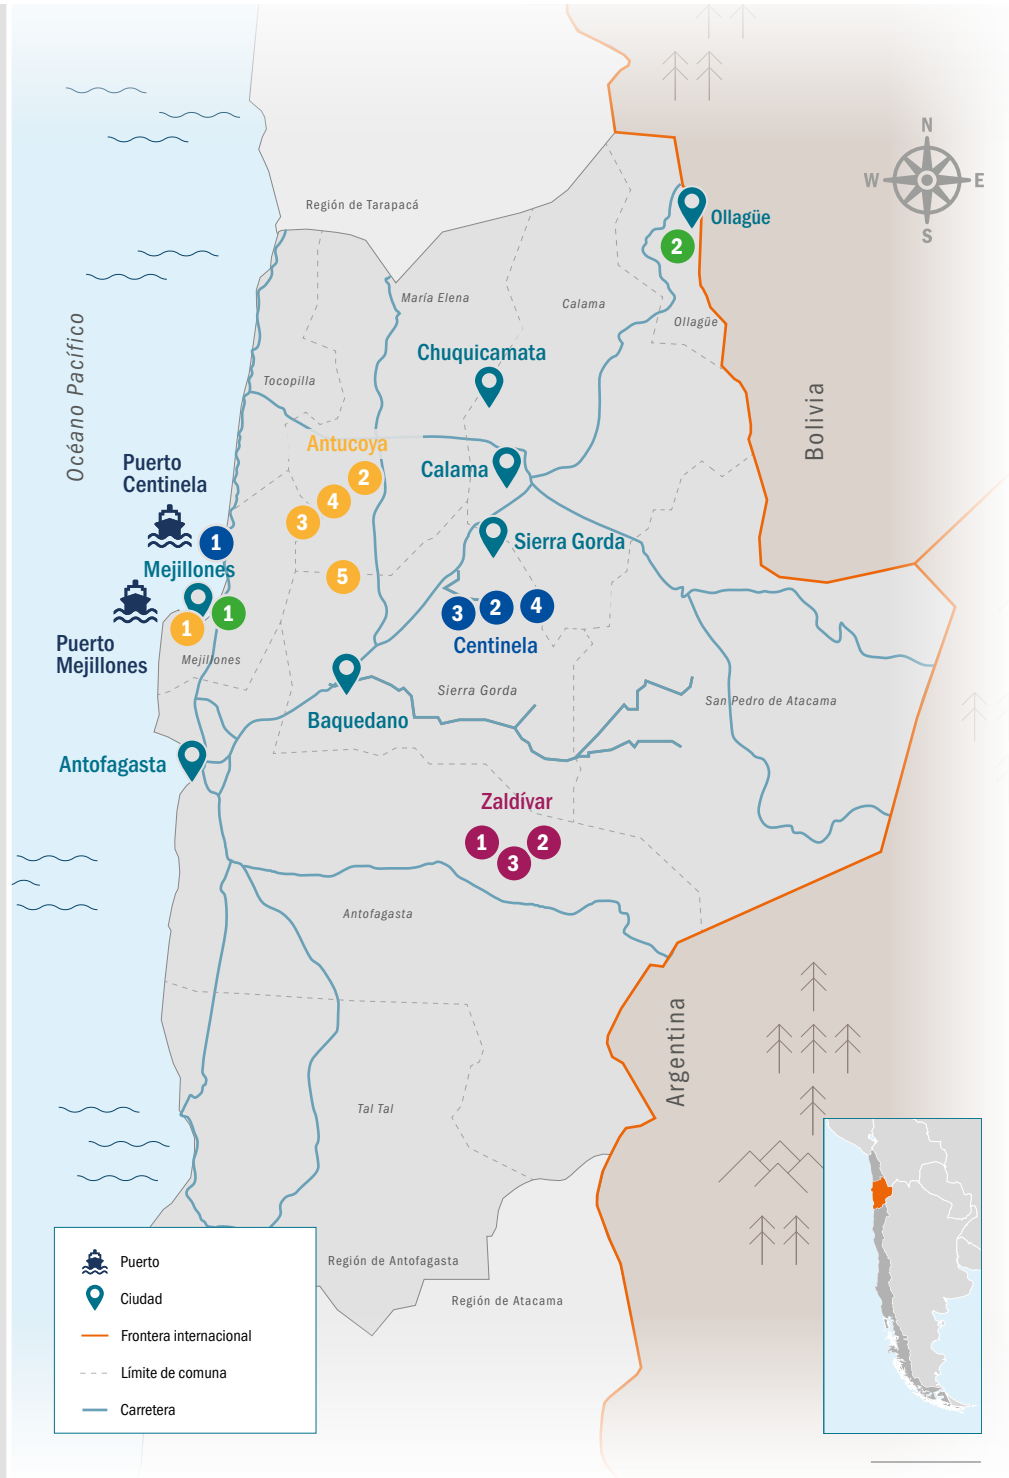 N
W
E
S
Región de Tarapacá
Ollagüe
2
María Elena
Calama
Ollagüe
Océano Pacífico
Chuquicamata
Tocopilla
Bolivia
Antucoya
Puerto
Centinela
Calama
2
4
3
1
Sierra Gorda
Mejillones
5
1
1
3
2
4
Centinela
Puerto
Mejillones
Mejillones
Sierra Gorda
San Pedro de Atacama
Baquedano
Antofagasta
Zaldívar
1
2
3
Antofagasta
Argentina
Tal Tal
Región de Antofagasta
Región de Atacama
Puerto
Ciudad
Frontera internacional
Límite de comuna
Carretera